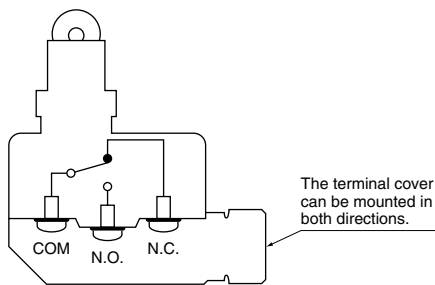 The terminal cover
can be mounted in
both directions.
COM
N.O.
N.C.